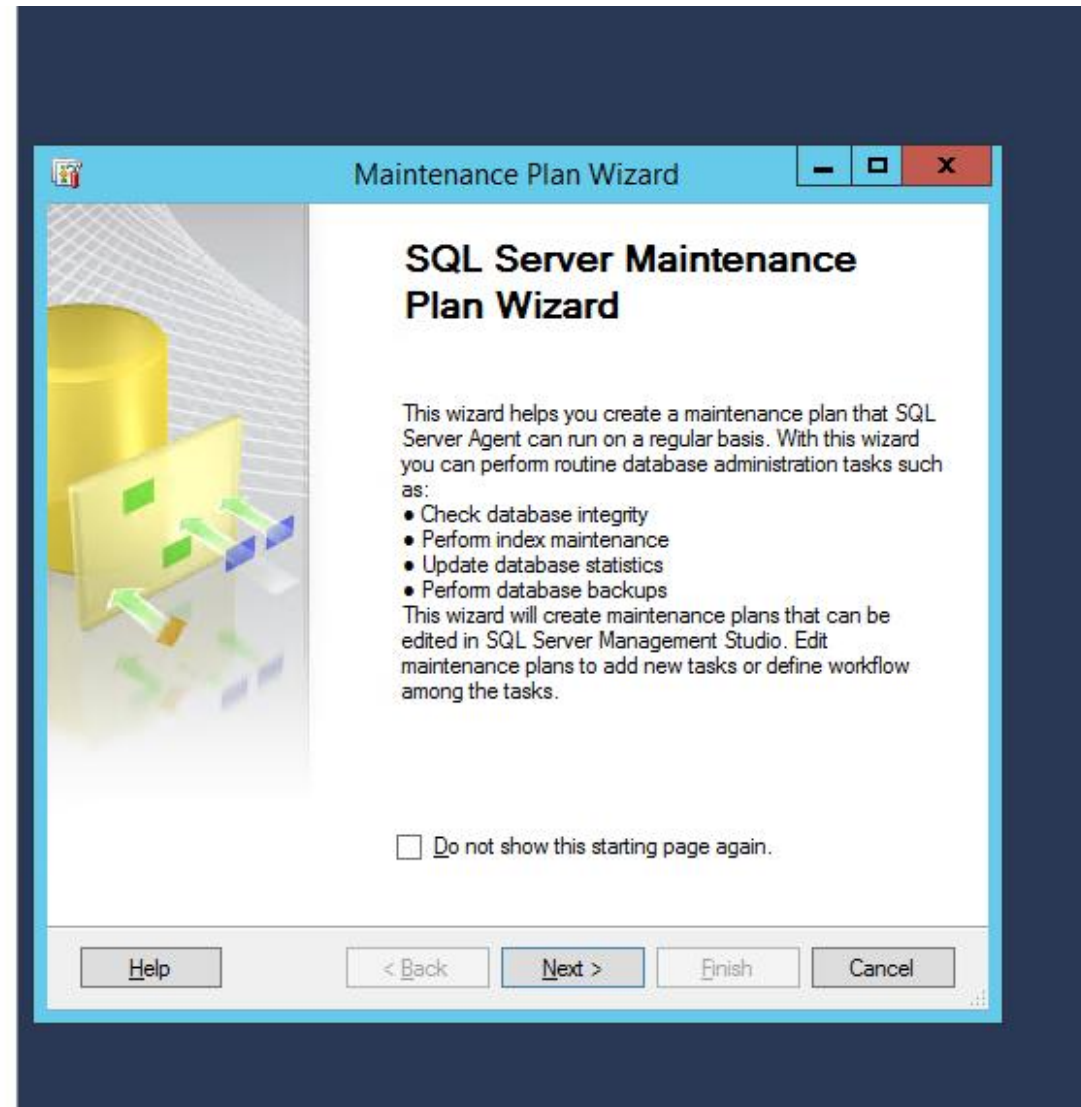 Maintenance Plan Wizard
SQL Server Maintenance
Plan Wizard
This wizard helps you create a maintenance plan that SQL
Server Agent can run on a regular basis. With this wizard
you can perform routine database administration tasks such
as:
● Check database integrity
● Perform index maintenance
● Update database statistics
● Perform database backups
This wizard will create maintenance plans that can be
edited in SQL Server Management Studio. Edit
maintenance plans to add new tasks or define workflow
among the tasks.
Do not show this starting page again.
Help < Back Next > Finish Cancel